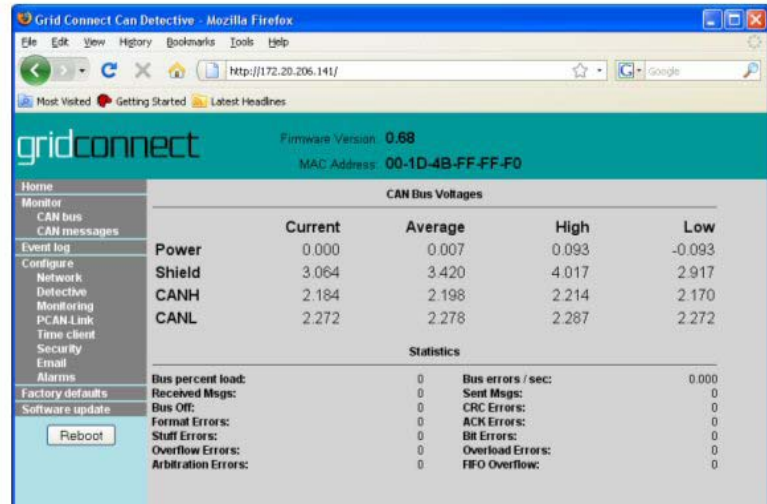 Grid Connect Can Detective - Mozilla Firefox
File Edit View History Bookmarks Tools Help
http://172.20.206.141/
Google
Most Visited Getting Started Latest Headlines
gridconnect
Firmware Version: 0.68
MAC Address: 00-1D-4B-FF-FF-F0
Home
Monitor
CAN bus
CAN messages
Event log
Configure
Network
Detective
Monitoring
PCAN-Link
Time client
Security
Email
Alarms
Factory defaults
Software update
Reboot
CAN Bus Voltages
Current Average High Low
Power 0.000 0.007 0.093 -0.093
Shield 3.064 3.420 4.017 2.917
CANH 2.184 2.198 2.214 2.170
CANL 2.272 2.278 2.287 2.272
Statistics
Bus percent load: 0 Bus errors / sec: 0.000
Received Msgs: 0 Sent Msgs: 0
Bus Off: 0 CRC Errors: 0
Format Errors: 0 ACK Errors: 0
Stuff Errors: 0 Bit Errors: 0
Overflow Errors: 0 Overload Errors: 0
Arbitration Errors: 0 FIFO Overflow: 0